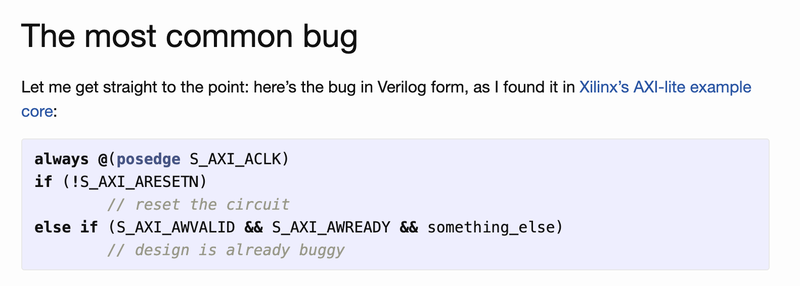 The most common bug
Let me get straight to the point: here’s the bug in Verilog form, as I found it in Xilinx’s AXI-lite example
core:
always @(posedge S_AXI_ACLK)
if (!S_AXI_ARESETN)
        // reset the circuit
else if (S_AXI_AWVALID && S_AXI_AWREADY && something_else)
        // design is already buggy